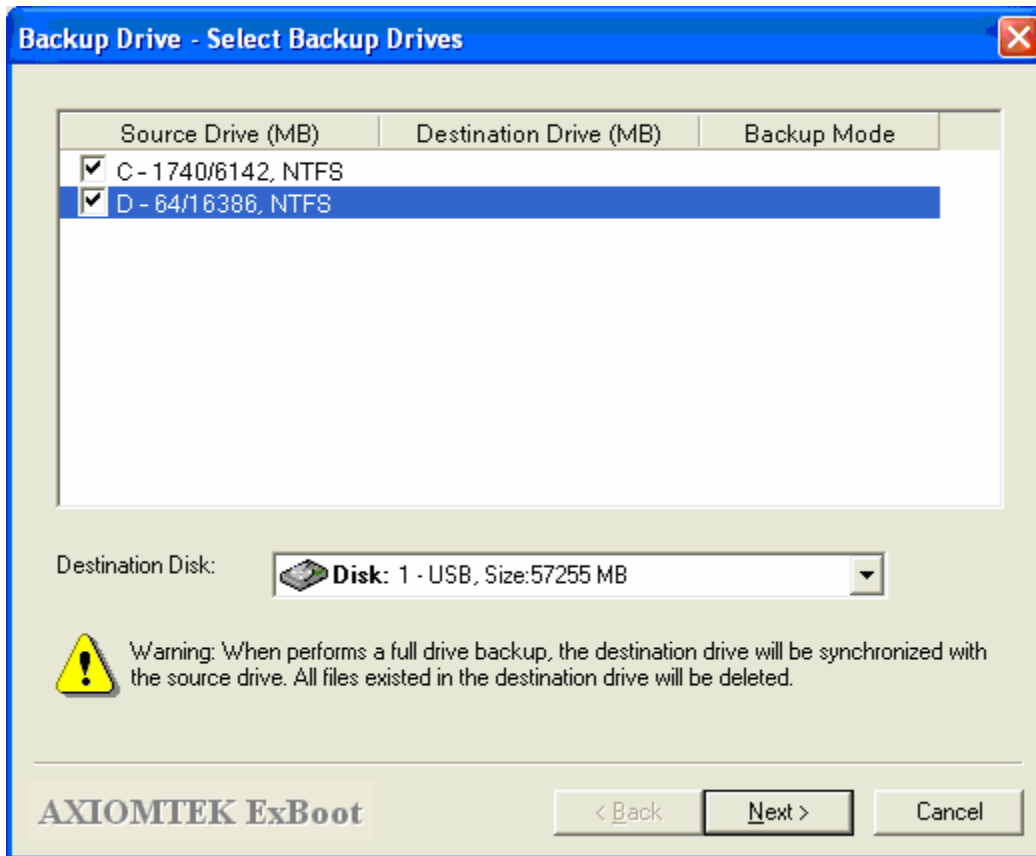 Backup Drive - Select Backup Drives
Source Drive (MB) Destination Drive (MB) Backup Mode
C - 1740/6142, NTFS
D - 64/16386, NTFS
Destination Disk: Disk: 1 - USB, Size:57255 MB
Warning: When performs a full drive backup, the destination drive will be synchronized with
the source drive. All files existed in the destination drive will be deleted.
AXIOMTEK ExBoot < Back Next > Cancel